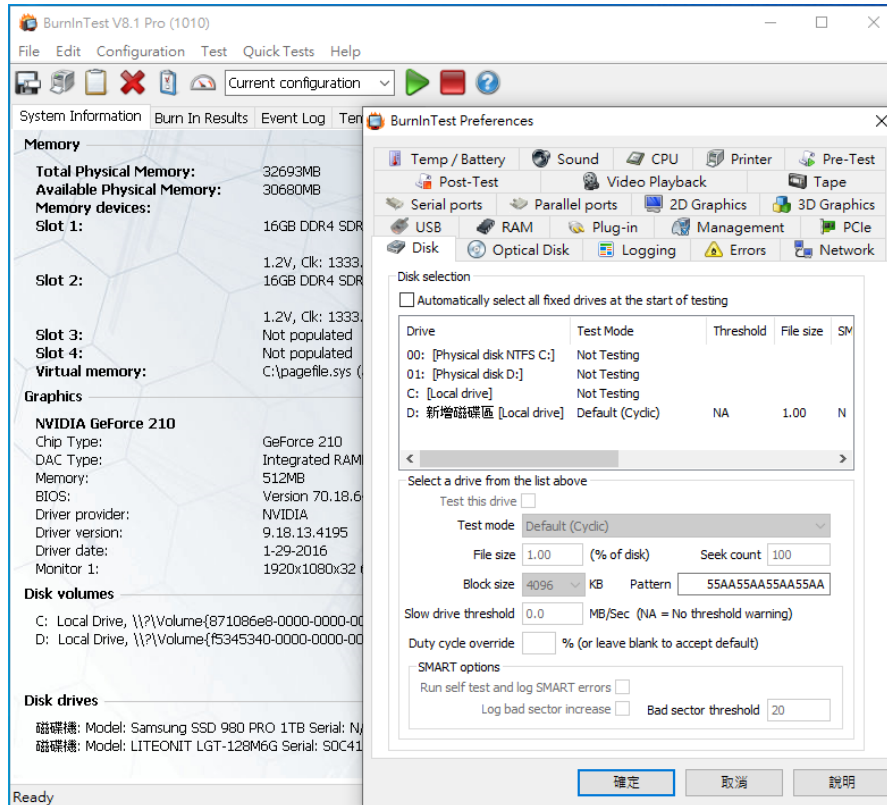 BurnInTest V8.1 Pro (1010)
File Edit Configuration Test Quick Tests Help
Current configuration
System Information Burn In Results Event Log Ten
Memory
Total Physical Memory: 32693MB
Available Physical Memory: 30680MB
Memory devices:
Slot 1: 16GB DDR4 SDR
1.2V, Clk: 1333.
Slot 2: 16GB DDR4 SDR
1.2V, Clk: 1333.
Slot 3: Not populated
Slot 4: Not populated
Virtual memory: C:\pagefile.sys (
Graphics
NVIDIA GeForce 210
Chip Type: GeForce 210
DAC Type: Integrated RAM
Memory: 512MB
BIOS: Version 70.18.6
Driver provider: NVIDIA
Driver version: 9.18.13.4195
Driver date: 1-29-2016
Monitor 1: 1920x1080x32
Disk volumes
C: Local Drive, \\?\Volume{871086e8-0000-0000-00
D: Local Drive, \\?\Volume{f5345340-0000-0000-00
Disk drives
磁碟機: Model: Samsung SSD 980 PRO 1TB Serial: N/
磁碟機: Model: LITEONIT LGT-128M6G Serial: S0C41
Ready
BurnInTest Preferences
Temp / Battery Sound CPU Printer Pre-Test
Post-Test Video Playback Tape
Serial ports Parallel ports 2D Graphics 3D Graphics
USB RAM Plug-in Management PCIe
Disk Optical Disk Logging Errors Network
Disk selection
Automatically select all fixed drives at the start of testing
Drive Test Mode Threshold File size SM
00: [Physical disk NTFS C:] Not Testing
01: [Physical disk D:] Not Testing
C: [Local drive] Not Testing
D: 新增磁碟區 [Local drive] Default (Cyclic) NA 1.00 N
Select a drive from the list above
Test this drive
Test mode Default (Cyclic)
File size 1.00 (% of disk) Seek count 100
Block size 4096 KB Pattern 55AA55AA55AA55AA
Slow drive threshold 0.0 MB/Sec (NA = No threshold warning)
Duty cycle override % (or leave blank to accept default)
SMART options
Run self test and log SMART errors
Log bad sector increase Bad sector threshold 20
確定 取消 說明